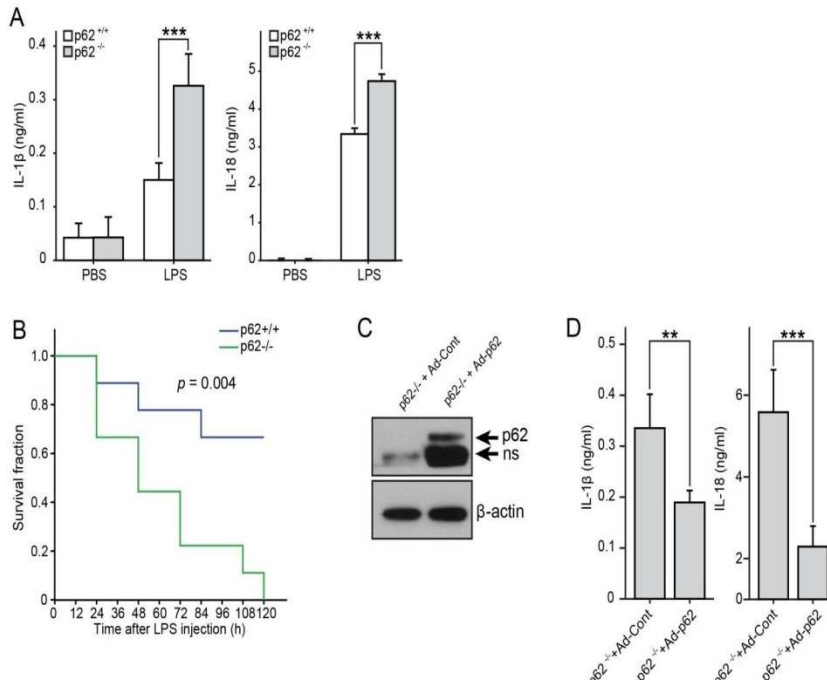 A
p62+/+
p62-/-
***
0.4
0.3
0.2
0.1
0
IL-1β (ng/ml)
PBS
LPS
p62+/+
p62-/-
***
5
4
3
2
1
0
IL-18 (ng/ml)
PBS
LPS
B
p62+/+
p62-/-
p = 0.004
1.0
0.8
0.6
0.4
0.2
0
Survival fraction
0 12 24 36 48 60 72 84 96 108 120
Time after LPS injection (h)
C
p62-/- + Ad-Cont
p62-/- + Ad-p62
p62
ns
β-actin
D
**
0.4
0.3
0.2
0.1
0
IL-1β (ng/ml)
p62-/-+Ad-Cont
p62-/-+Ad-p62
***
6
4
2
0
IL-18 (ng/ml)
p62-/-+Ad-Cont
p62-/-+Ad-p62